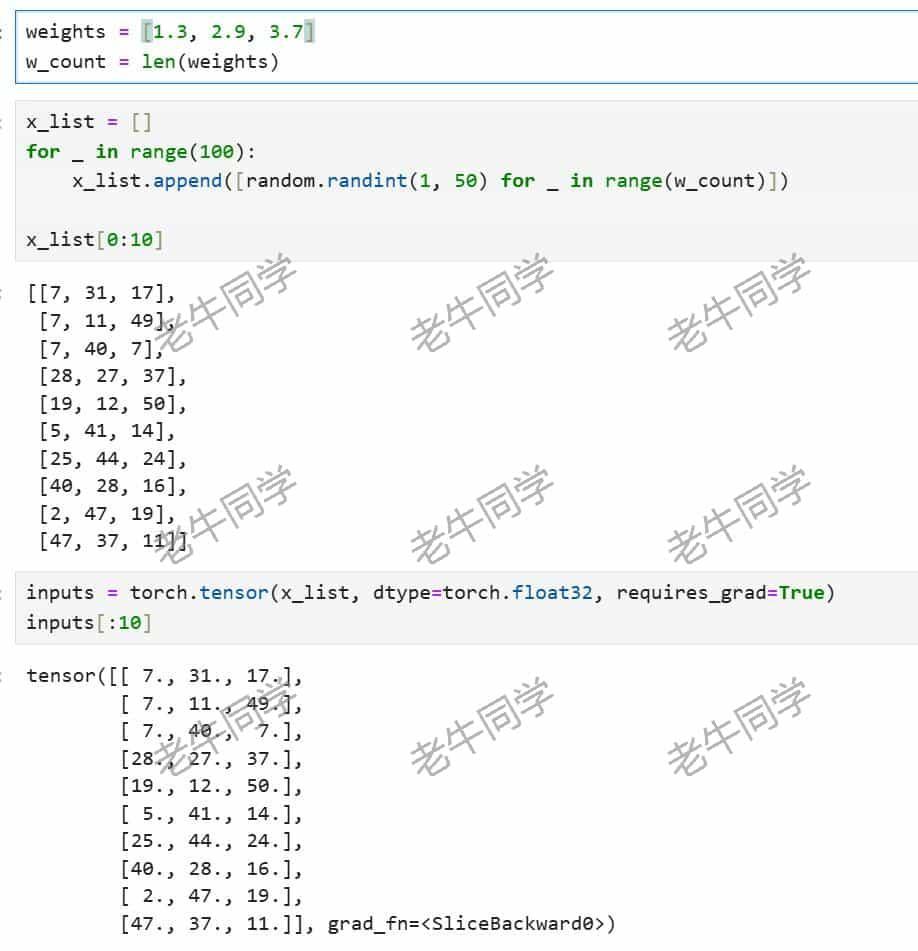 weights = [1.3, 2.9, 3.7]
w_count = len(weights)
x_list = []
for _ in range(100):
    x_list.append([random.randint(1, 50) for _ in range(w_count)])
x_list[0:10]
[[7, 31, 17],
 [7, 11, 49],
 [7, 40, 7],
 [28, 27, 37],
 [19, 12, 50],
 [5, 41, 14],
 [25, 44, 24],
 [40, 28, 16],
 [2, 47, 19],
 [47, 37, 11]]
老牛同学 老牛同学 老牛同学
老牛同学 老牛同学 老牛同学
inputs = torch.tensor(x_list, dtype=torch.float32, requires_grad=True)
inputs[:10]
tensor([[ 7., 31., 17.],
        [ 7., 11., 49.],
        [ 7., 40.,  7.],
        [28., 27., 37.],
        [19., 12., 50.],
        [ 5., 41., 14.],
        [25., 44., 24.],
        [40., 28., 16.],
        [ 2., 47., 19.],
        [47., 37., 11.]], grad_fn=<SliceBackward0>)
老牛同学 老牛同学 老牛同学